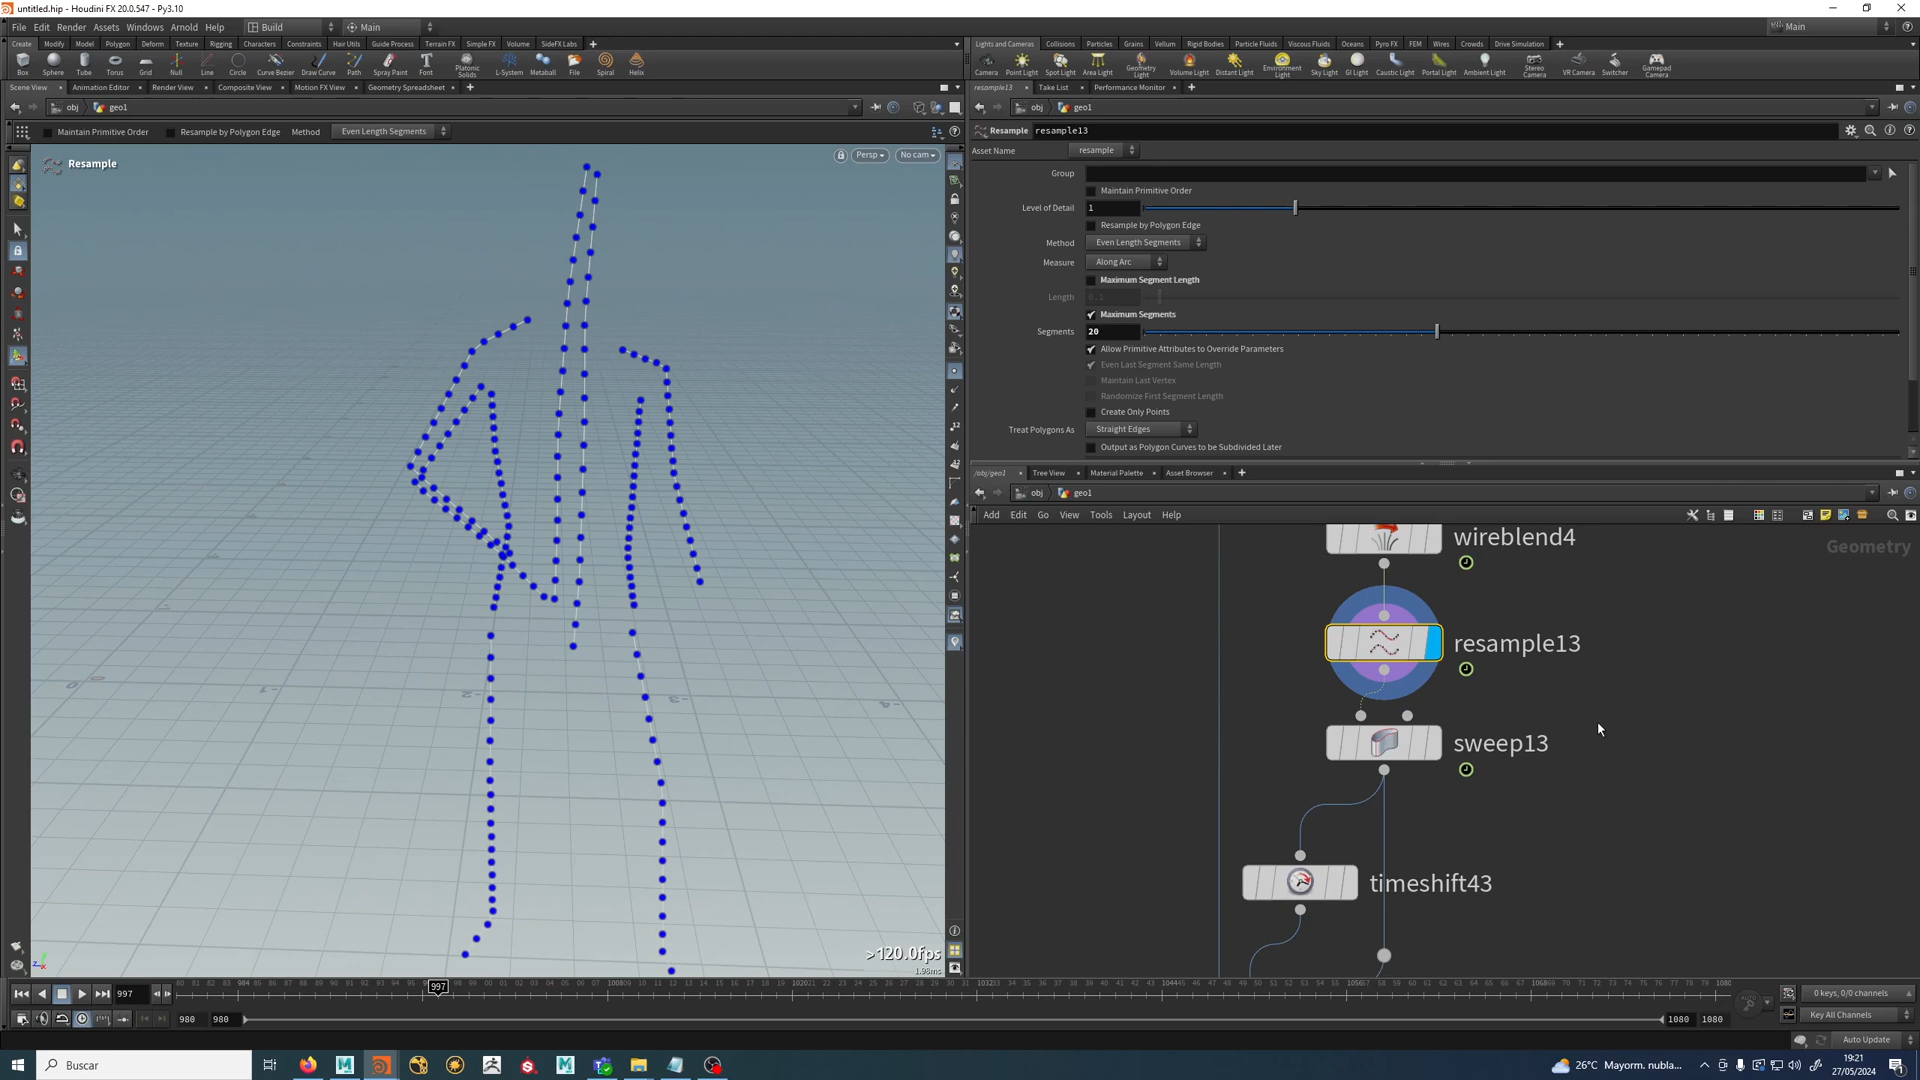 untitled.hip - Houdini FX 20.0.547 - Py3.10
File Edit Render Assets Windows Arnold Help
Build
Main
Main
Create Modify Model Polygon Deform Texture Rigging Characters Constraints Hair Utils Guide Process Terrain FX Simple FX Volume SideFX Labs
Lights and Cameras Collisions Particles Grains Vellum Rigid Bodies Particle Fluids Viscous Fluids Oceans Pyro FX FEM Wires Crowds Drive Simulation
Box Sphere Tube Torus Grid Null Line Circle Curve Bezier Draw Curve Path Spray Paint Font Platonic Solids L-System Metaball File Spiral Helix
Camera Point Light Spot Light Area Light Geometry Light Volume Light Distant Light Environment Light Sky Light GI Light Caustic Light Portal Light Ambient Light Stereo Camera VR Camera Switcher Gamepad Camera
Scene View Animation Editor Render View Composite View Motion FX View Geometry Spreadsheet
resample13 Take List Performance Monitor
obj geo1
obj geo1
Maintain Primitive Order Resample by Polygon Edge Method Even Length Segments
Resample resample13
Asset Name resample
Resample
Persp
No cam
Group
Maintain Primitive Order
Level of Detail 1
Resample by Polygon Edge
Method Even Length Segments
Measure Along Arc
Maximum Segment Length
Length 0.1
Maximum Segments
Segments 20
Allow Primitive Attributes to Override Parameters
Even Last Segment Same Length
Maintain Last Vertex
Randomize First Segment Length
Create Only Points
Treat Polygons As Straight Edges
Output as Polygon Curves to be Subdivided Later
/obj/geo1 Tree View Material Palette Asset Browser
obj geo1
Add Edit Go View Tools Layout Help
Geometry
wireblend4
resample13
sweep13
timeshift43
>120.0fps
1.98ms
997
997
980 980
1080 1080
0 keys, 0/0 channels
Key All Channels
Auto Update
Buscar
26°C Mayorm. nubla...
19:21
27/05/2024